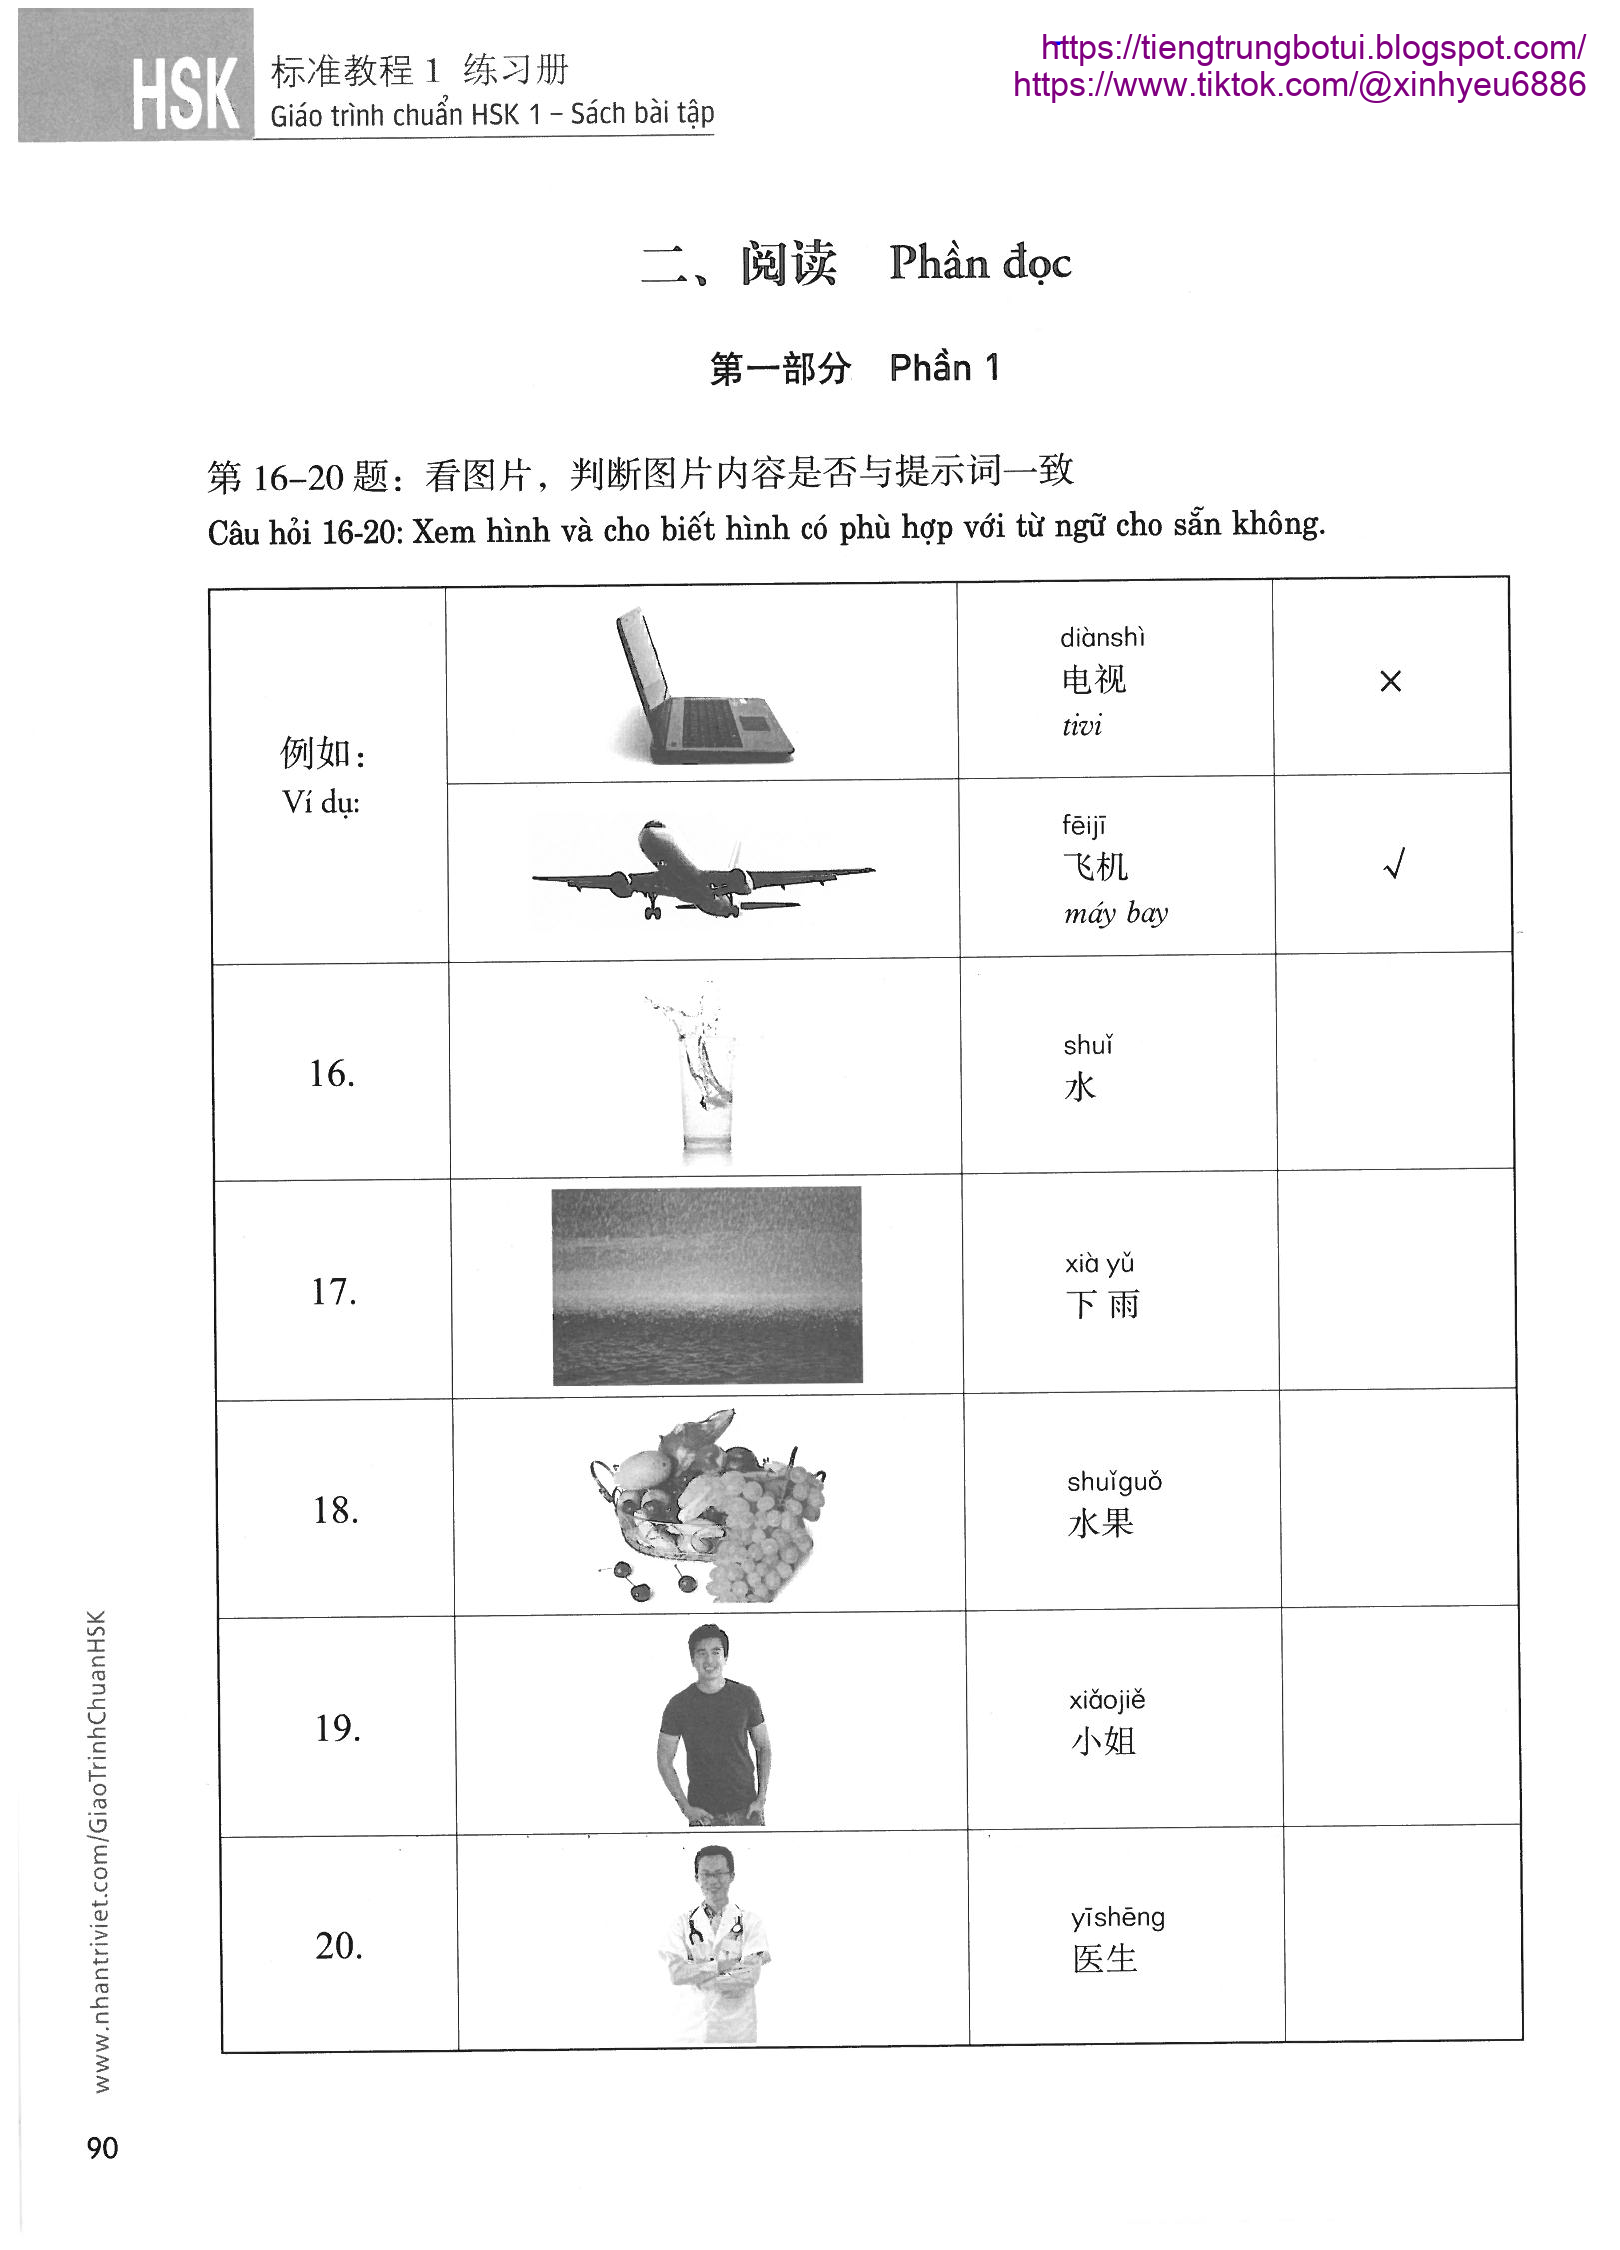 https://tiengtrungbotui.blogspot.com/
https://www.tiktok.com/@xinhyeu6886
HSK 标准教程 1 练习册
Giáo trình chuẩn HSK 1 – Sách bài tập
二、阅读 Phần đọc
第一部分 Phần 1
第 16–20 题：看图片，判断图片内容是否与提示词一致
Câu hỏi 16-20: Xem hình và cho biết hình có phù hợp với từ ngữ cho sẵn không.
例如：
Ví dụ:
diànshì
电视
tivi
×
fēijī
飞机
máy bay
√
16.
shuǐ
水
17.
xià yǔ
下 雨
18.
shuǐguǒ
水果
19.
xiǎojiě
小姐
20.
yīshēng
医生
www.nhantriviet.com/GiaoTrinhChuanHSK
90